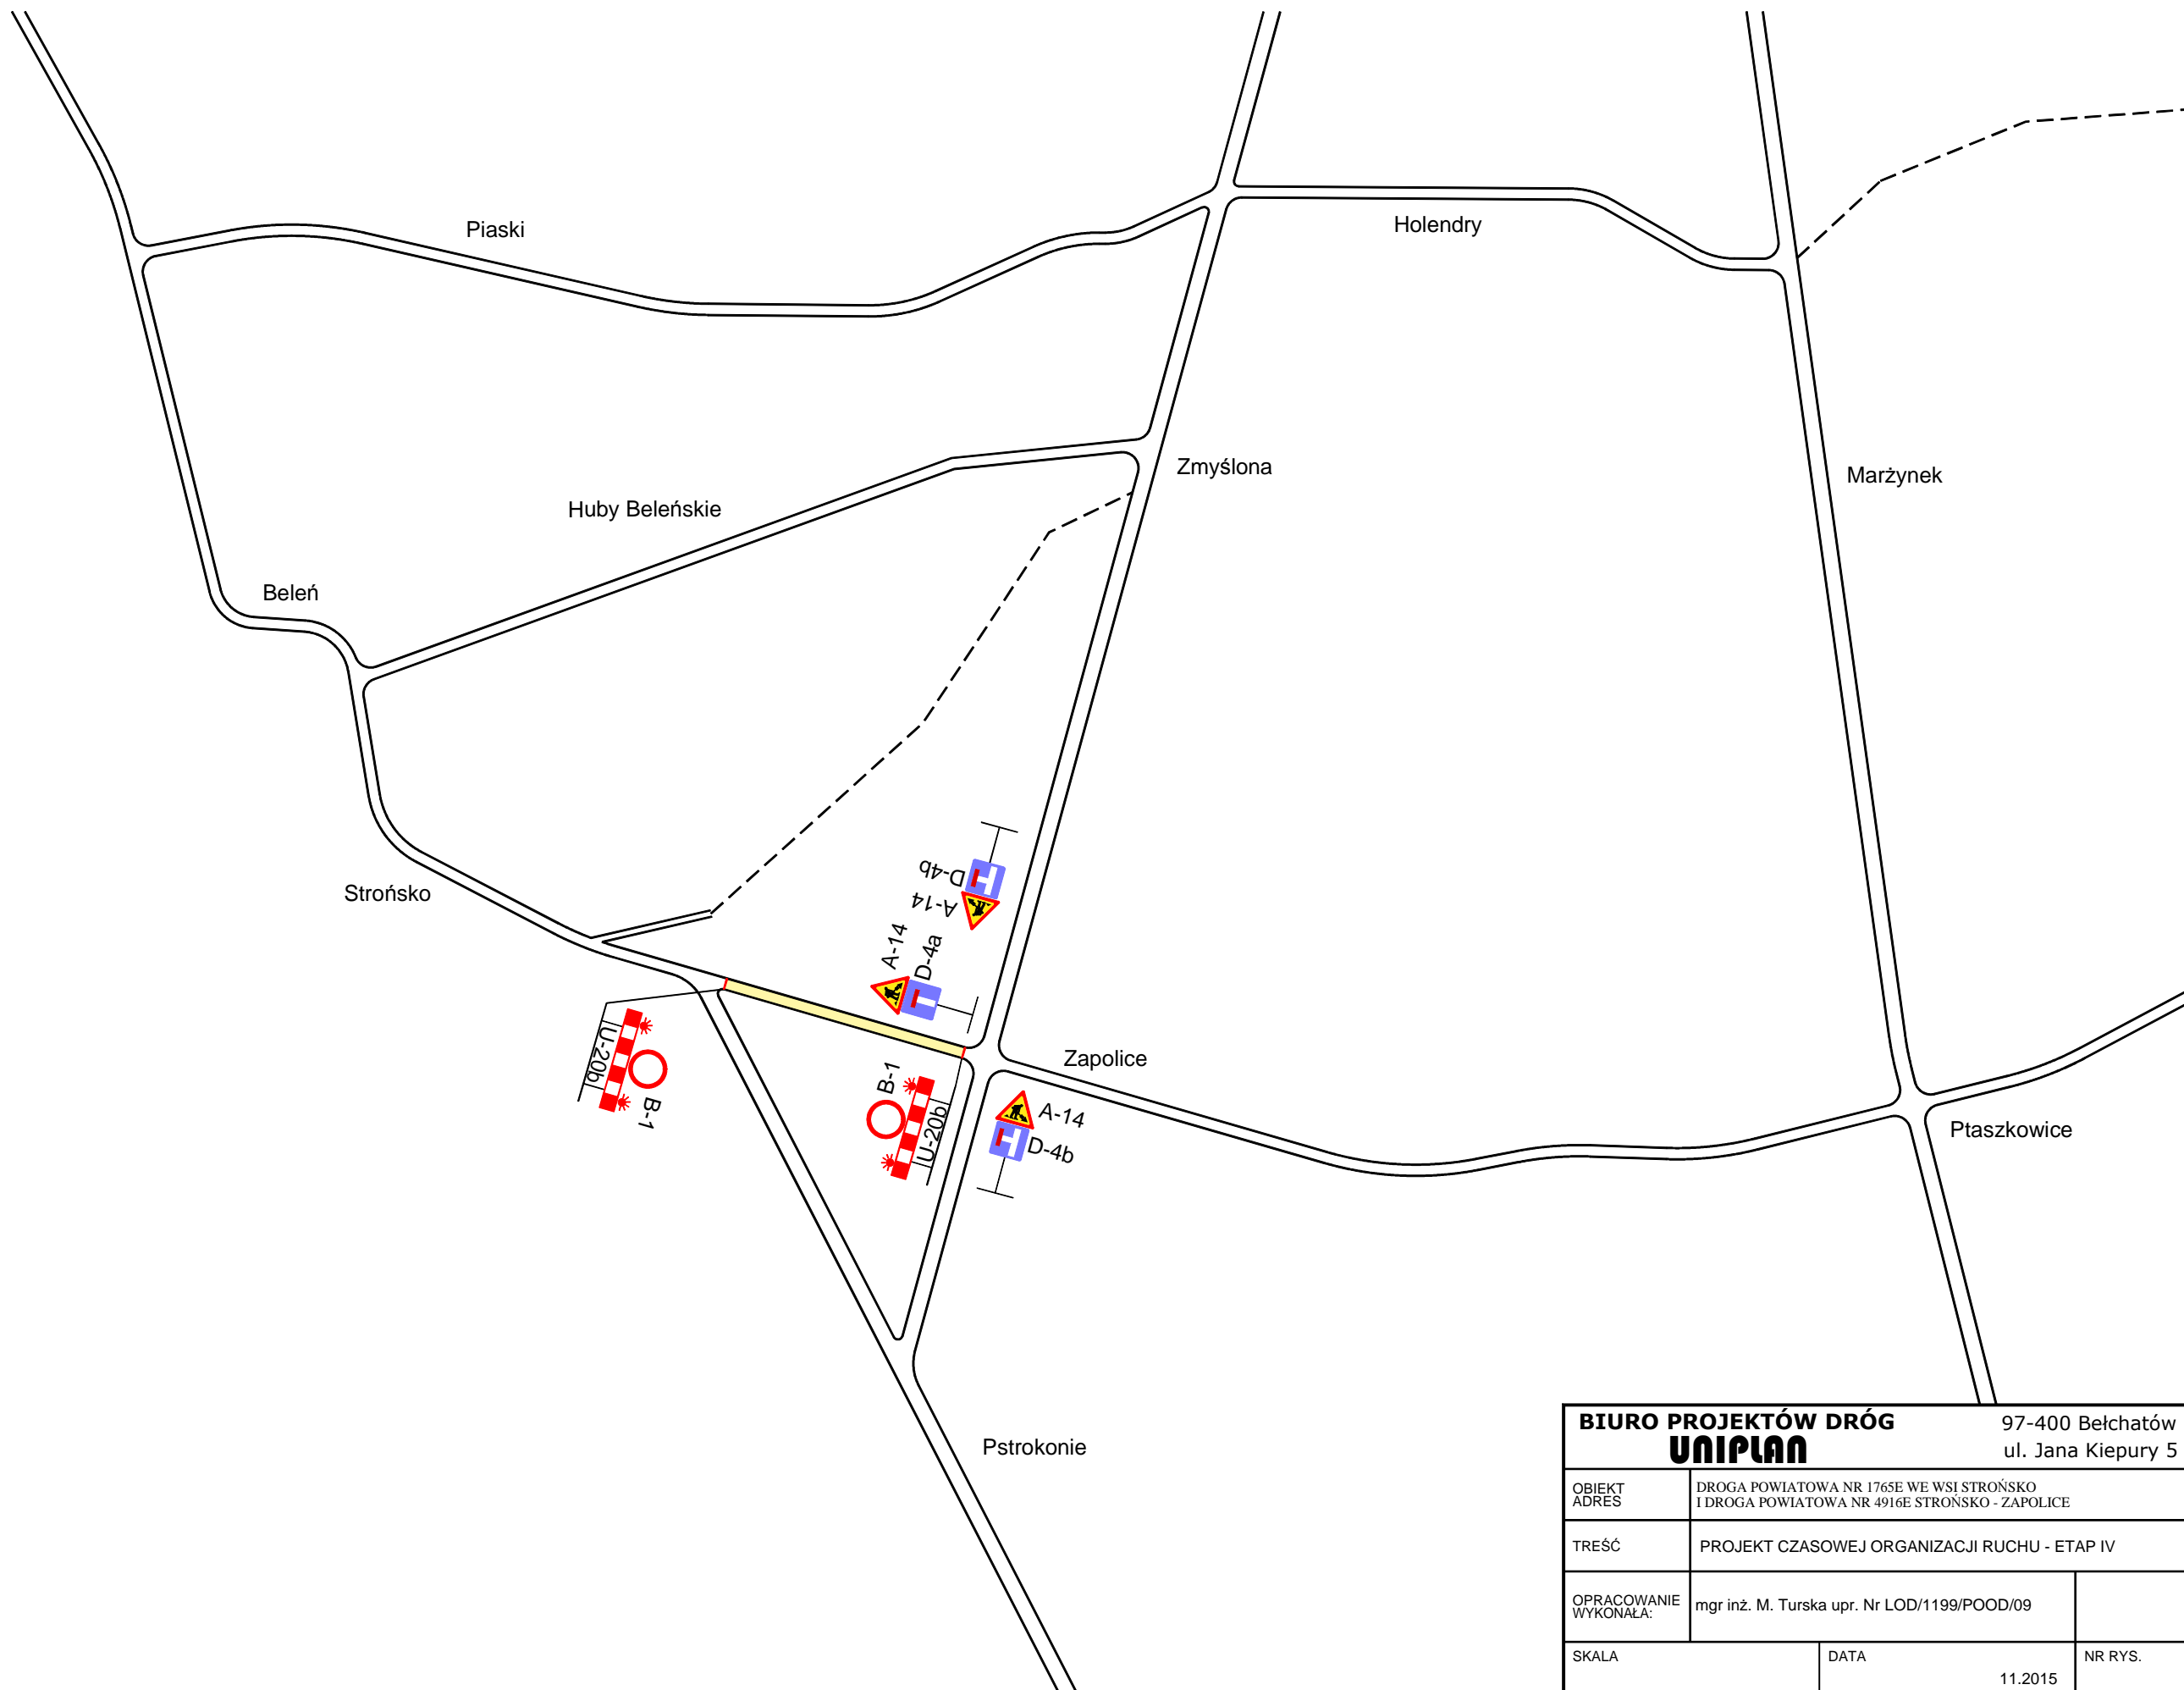 Piaski
Holendry
Zmyślona
Marżynek
Huby Beleńskie
Beleń
Strońsko
D-4b
A-14
A-14
D-4a
U-20b
B-1
B-1
U-20b
Zapolice
A-14
D-4b
Ptaszkowice
Pstrokonie
BIURO PROJEKTÓW DRÓG
UNIPLAN
97-400 Bełchatów
ul. Jana Kiepury 5
OBIEKT
ADRES
DROGA POWIATOWA NR 1765E WE WSI STROŃSKO
I DROGA POWIATOWA NR 4916E STROŃSKO - ZAPOLICE
TREŚĆ
PROJEKT CZASOWEJ ORGANIZACJI RUCHU - ETAP IV
OPRACOWANIE
WYKONAŁA:
mgr inż. M. Turska upr. Nr LOD/1199/POOD/09
SKALA
DATA
11.2015
NR RYS.